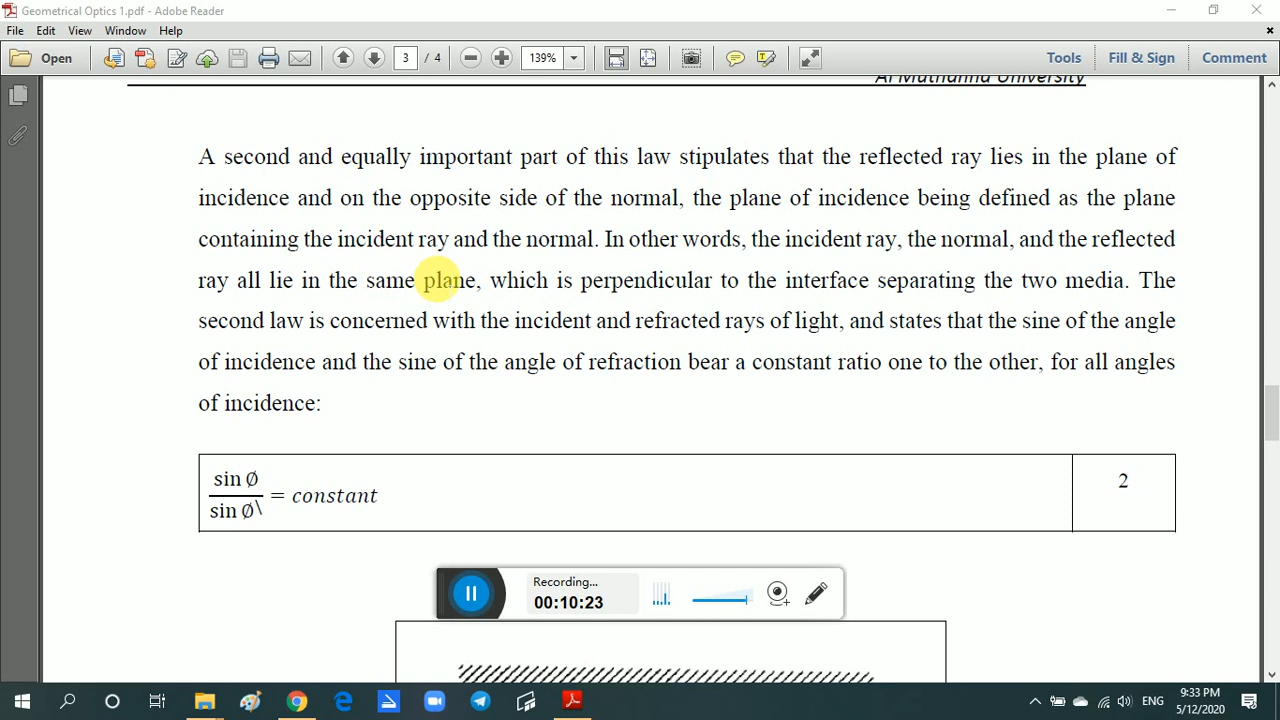 Geometrical Optics 1.pdf - Adobe Reader
File Edit View Window Help
Open 3 / 4 139% Tools Fill & Sign Comment
Al Muthanna University
A second and equally important part of this law stipulates that the reflected ray lies in the plane of
incidence and on the opposite side of the normal, the plane of incidence being defined as the plane
containing the incident ray and the normal. In other words, the incident ray, the normal, and the reflected
ray all lie in the same plane, which is perpendicular to the interface separating the two media. The
second law is concerned with the incident and refracted rays of light, and states that the sine of the angle
of incidence and the sine of the angle of refraction bear a constant ratio one to the other, for all angles
of incidence:
sin Ø
sin Ø\
= constant
2
Recording...
00:10:23
ENG
9:33 PM
5/12/2020